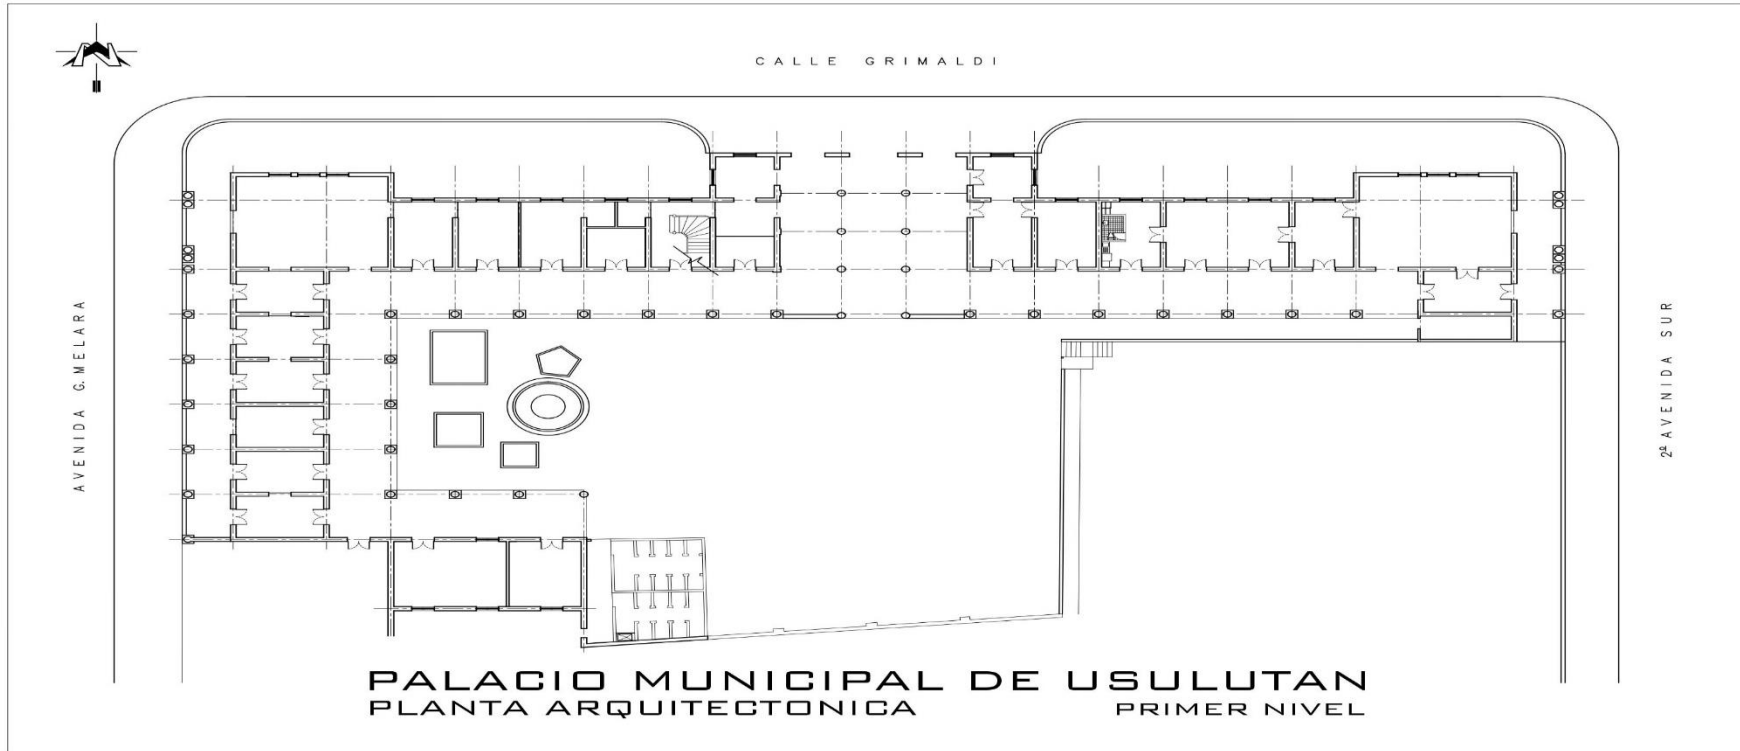 N
CALLE GRIMALDI
AVENIDA G. MELARA
2ª AVENIDA SUR
PALACIO MUNICIPAL DE USULUTAN
PLANTA ARQUITECTONICA
PRIMER NIVEL